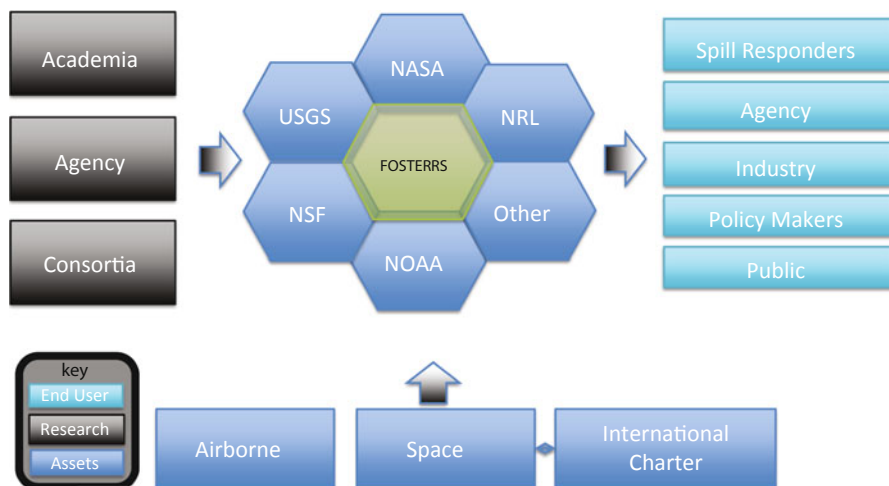 Academia
Agency
Consortia
NASA
USGS
NRL
FOSTERRS
NSF
Other
NOAA
Spill Responders
Agency
Industry
Policy Makers
Public
key
End User
Research
Assets
Airborne
Space
International
Charter